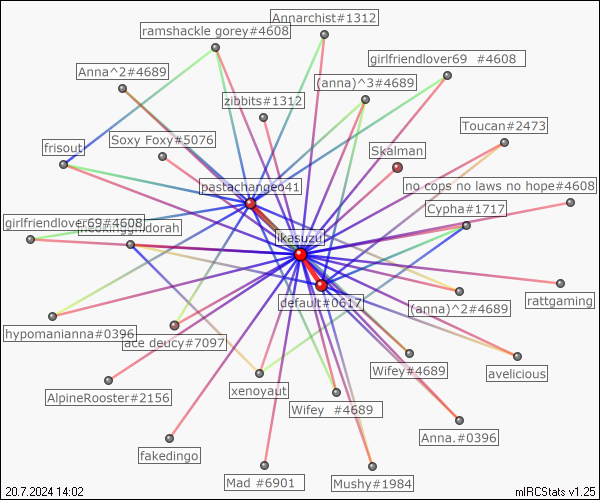 Annarchist#1312
ramshackle gorey#4608
girlfriendlover69 #4608
Anna^2#4689
(anna)^3#4689
zibbits#1312
Toucan#2473
Soxy Foxy#5076
frisout
Skalman
pastachangeo41
no cops no laws no hope#4608
Cypha#1717
girlfriendlover69#4608
ikasuzu
default#0617
rattgaming
(anna)^2#4689
hypomanianna#0396
ace deucy#7097
Wifey#4689
avelicious
xenoyaut
AlpineRooster#2156
Wifey #4689
Anna.#0396
fakedingo
Mad #6901
Mushy#1984
20.7.2024 14:02
mIRCStats v1.25